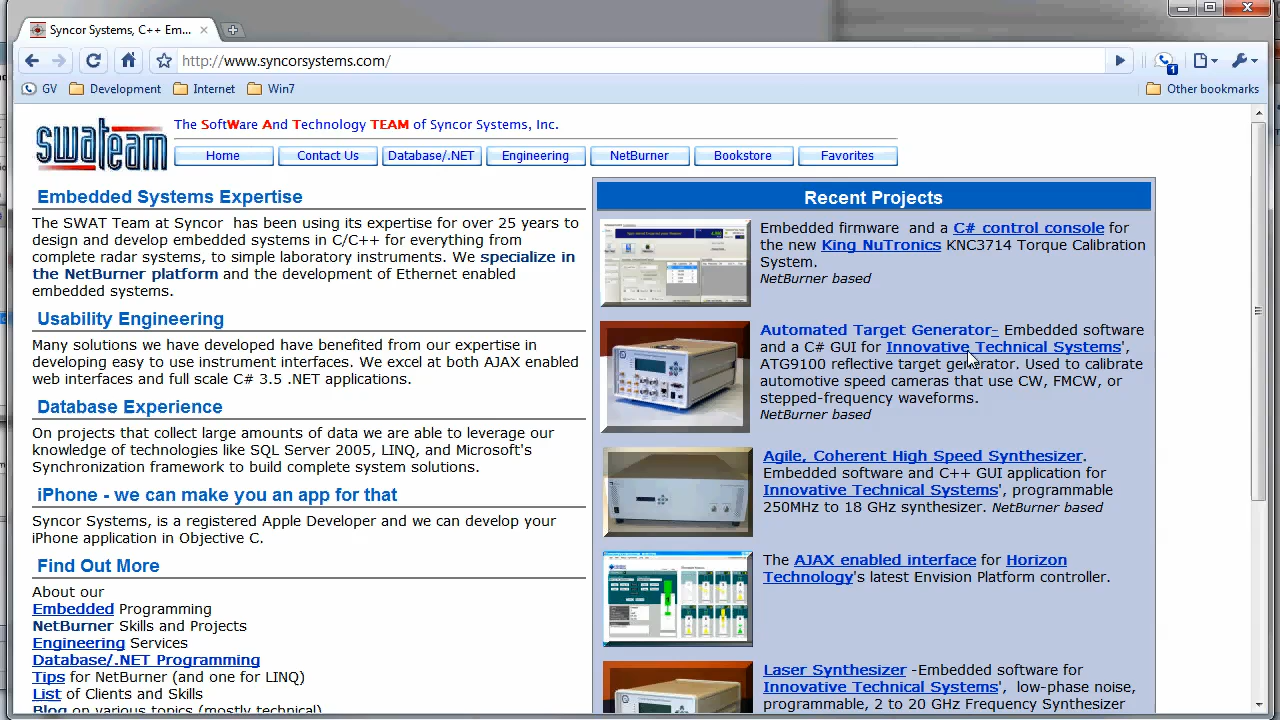 Syncor Systems, C++ Em...
http://www.syncorsystems.com/
1
GV
Development
Internet
Win7
Other bookmarks
swateam
The SoftWare And Technology TEAM of Syncor Systems, Inc.
Home
Contact Us
Database/.NET
Engineering
NetBurner
Bookstore
Favorites
Embedded Systems Expertise
The SWAT Team at Syncor has been using its expertise for over 25 years to
design and develop embedded systems in C/C++ for everything from
complete radar systems, to simple laboratory instruments. We specialize in
the NetBurner platform and the development of Ethernet enabled
embedded systems.
Usability Engineering
Many solutions we have developed have benefited from our expertise in
developing easy to use instrument interfaces. We excel at both AJAX enabled
web interfaces and full scale C# 3.5 .NET applications.
Database Experience
On projects that collect large amounts of data we are able to leverage our
knowledge of technologies like SQL Server 2005, LINQ, and Microsoft's
Synchronization framework to build complete system solutions.
iPhone - we can make you an app for that
Syncor Systems, is a registered Apple Developer and we can develop your
iPhone application in Objective C.
Find Out More
About our
Embedded Programming
NetBurner Skills and Projects
Engineering Services
Database/.NET Programming
Tips for NetBurner (and one for LINQ)
List of Clients and Skills
Blog on various topics (mostly technical)
Recent Projects
Embedded firmware and a C# control console for
the new King NuTronics KNC3714 Torque Calibration
System.
NetBurner based
Automated Target Generator- Embedded software
and a C# GUI for Innovative Technical Systems',
ATG9100 reflective target generator. Used to calibrate
automotive speed cameras that use CW, FMCW, or
stepped-frequency waveforms.
NetBurner based
Agile, Coherent High Speed Synthesizer.
Embedded software and C++ GUI application for
Innovative Technical Systems', programmable
250MHz to 18 GHz synthesizer. NetBurner based
The AJAX enabled interface for Horizon
Technology's latest Envision Platform controller.
Laser Synthesizer -Embedded software for
Innovative Technical Systems', low-phase noise,
programmable, 2 to 20 GHz Frequency Synthesizer